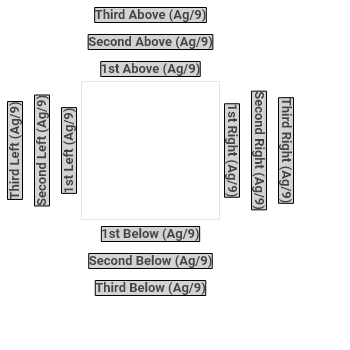 Third Above (Ag/9)
Second Above (Ag/9)
1st Above (Ag/9)
Third Left (Ag/9)
Second Left (Ag/9)
1st Left (Ag/9)
1st Right (Ag/9)
Second Right (Ag/9)
Third Right (Ag/9)
1st Below (Ag/9)
Second Below (Ag/9)
Third Below (Ag/9)